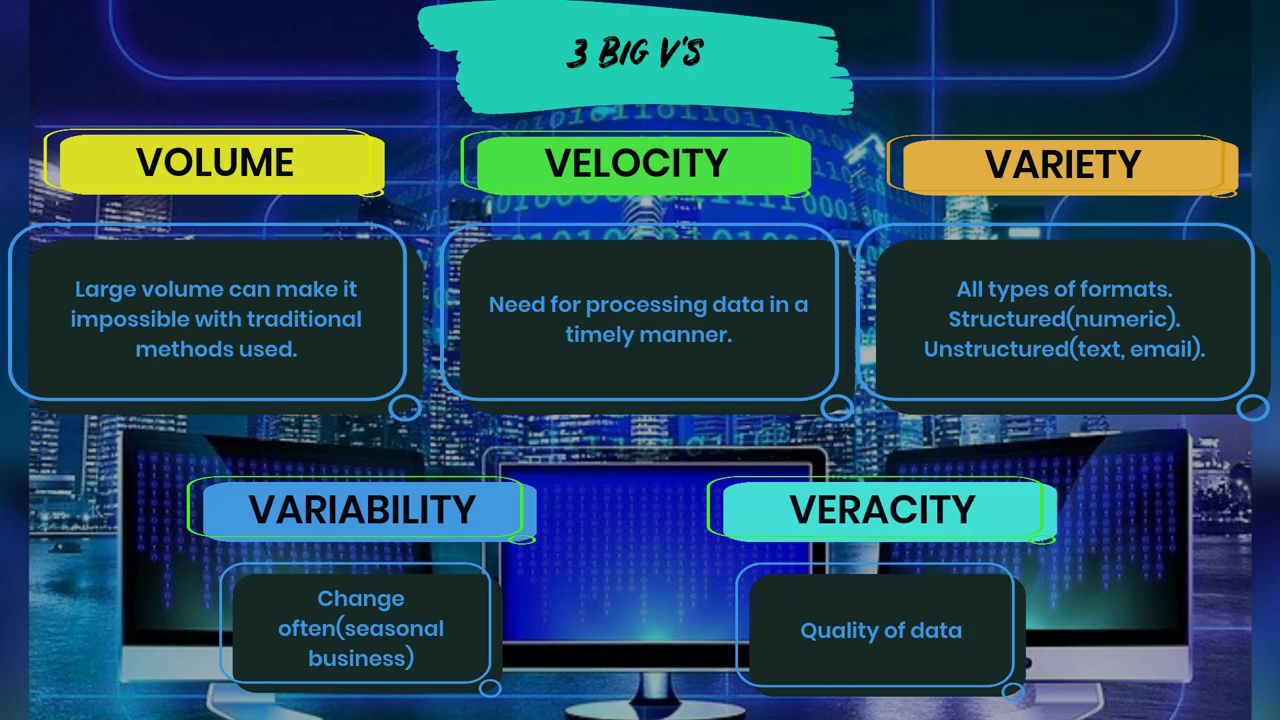 3 BIG V'S
VOLUME
VELOCITY
VARIETY
Large volume can make it
impossible with traditional
methods used.
Need for processing data in a
timely manner.
All types of formats.
Structured(numeric).
Unstructured(text, email).
VARIABILITY
VERACITY
Change
often(seasonal
business)
Quality of data